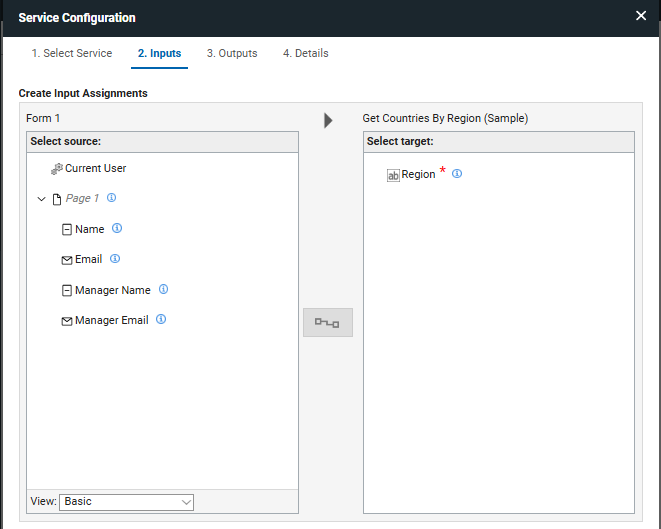 Service Configuration
1. Select Service 2. Inputs 3. Outputs 4. Details
Create Input Assignments
Form 1
Select source:
Current User
Page 1
Name
Email
Manager Name
Manager Email
View: Basic
Get Countries By Region (Sample)
Select target:
ab Region *